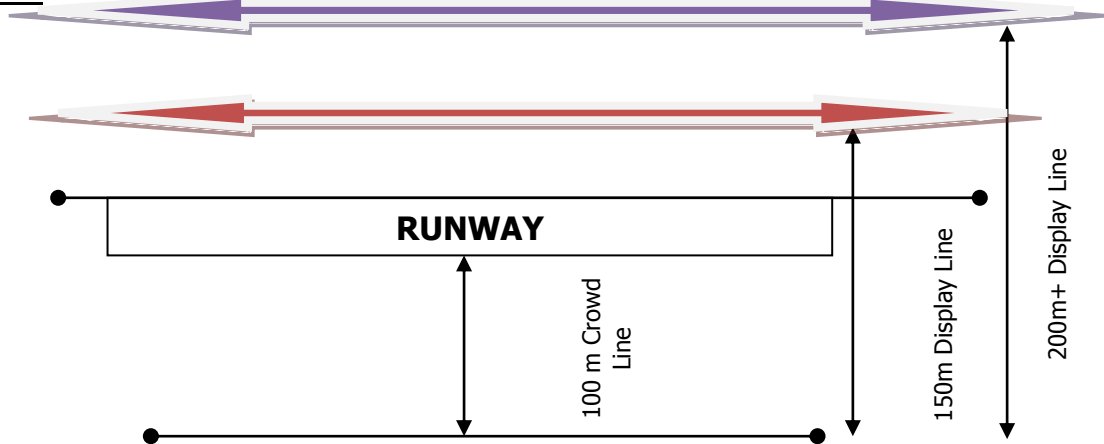 RUNWAY
100 m Crowd
Line
150m Display Line
200m+ Display Line